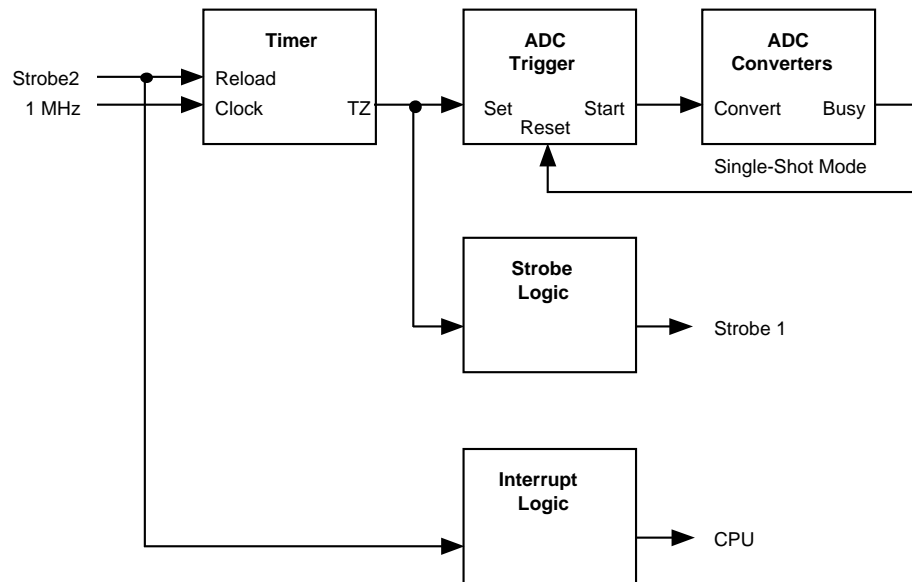 Timer
ADC
Trigger
ADC
Converters
Strobe2
Reload
1 MHz
Clock
TZ
Set
Start
Reset
Convert
Busy
Single-Shot Mode
Strobe
Logic
Strobe 1
Interrupt
Logic
CPU